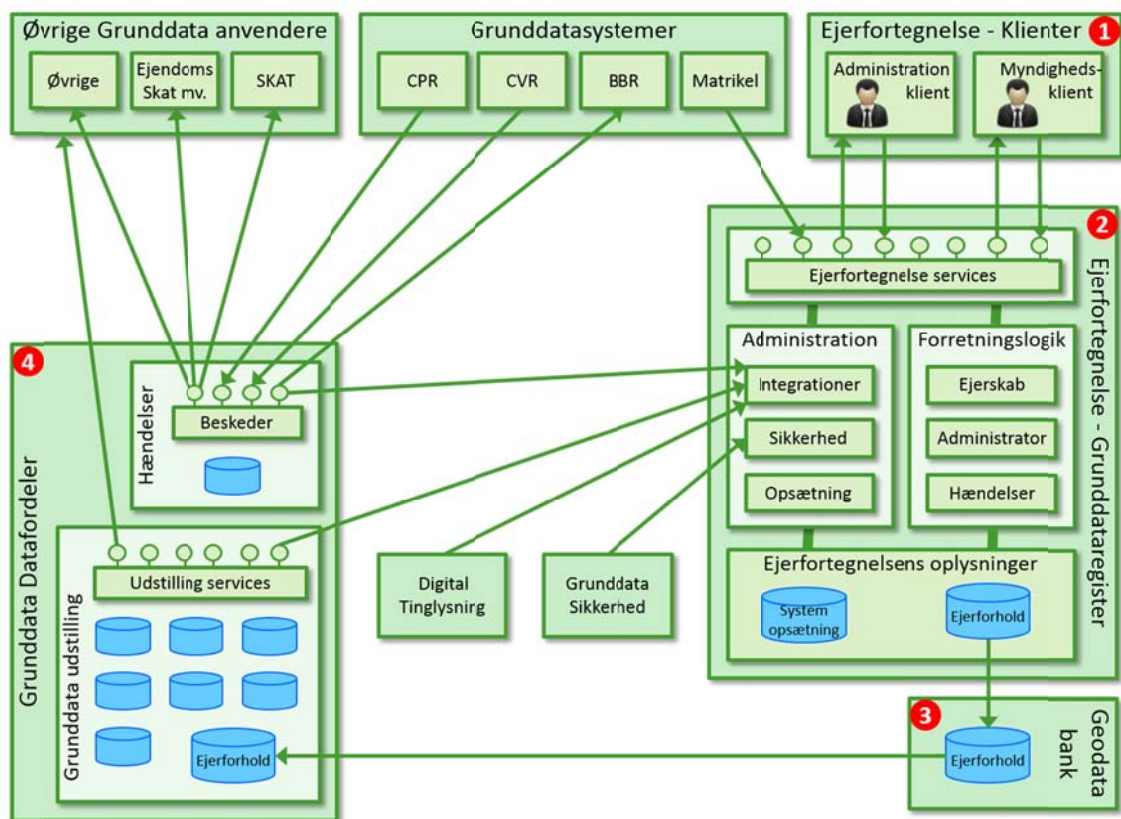 Øvrige Grunddata anvendere
Øvrige
Ejendoms
Skat mv.
SKAT
Grunddatasystemer
CPR
CVR
BBR
Matrikel
Ejerfortegnelse - Klienter
1
Administration
klient
Myndigheds-
klient
2
Ejerfortegnelse - Grunddataregister
Ejerfortegnelse services
Administration
Integrationer
Sikkerhed
Opsætning
Forretningslogik
Ejerskab
Administrator
Hændelser
Ejerfortegnelsens oplysninger
System
opsætning
Ejerforhold
4
Grunddata Datafordeler
Hændelser
Beskeder
Grunddata udstilling
Udstilling services
Ejerforhold
Digital
Tinglysning
Grunddata
Sikkerhed
3
Ejerforhold
Geodata
bank